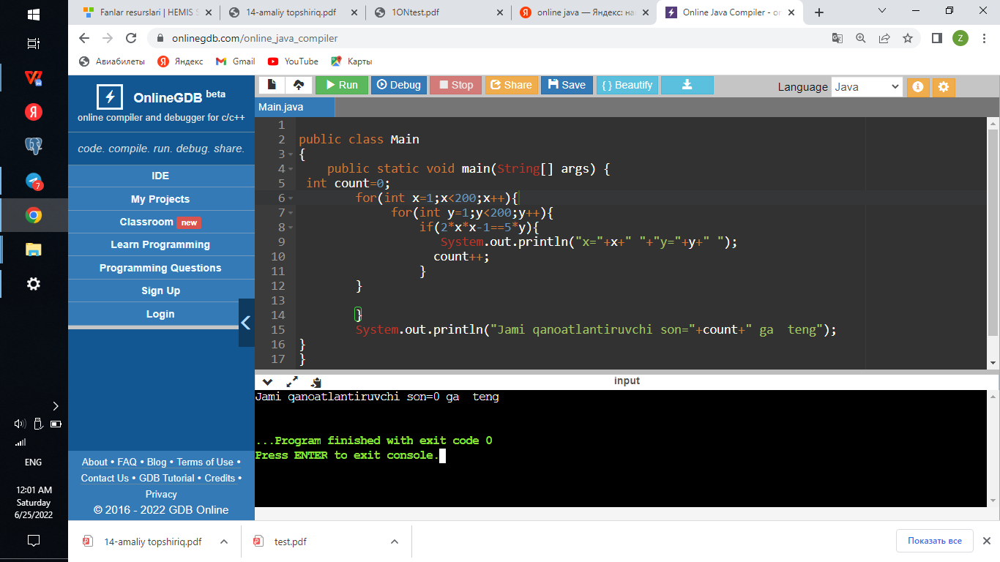 Fanlar resurslari | HEMIS S
14-amaliy topshiriq.pdf
1ONtest.pdf
online java — Яндекс: на
Online Java Compiler - on
onlinegdb.com/online_java_compiler
Z
Авиабилеты
Яндекс
Gmail
YouTube
Карты
OnlineGDB beta
online compiler and debugger for c/c++
code. compile. run. debug. share.
IDE
My Projects
Classroom new
Learn Programming
Programming Questions
Sign Up
Login
About • FAQ • Blog • Terms of Use •
Contact Us • GDB Tutorial • Credits •
Privacy
© 2016 - 2022 GDB Online
Run
Debug
Stop
Share
Save
{ } Beautify
Language Java
Main.java
1
2 public class Main
3 {
4 public static void main(String[] args) {
5 int count=0;
6 for(int x=1;x<200;x++){
7 for(int y=1;y<200;y++){
8 if(2*x*x-1==5*y){
9 System.out.println("x="+x+" "+"y="+y+" ");
10 count++;
11 }
12 }
13
14 }
15 System.out.println("Jami qanoatlantiruvchi son="+count+" ga  teng");
16 }
17 }
input
Jami qanoatlantiruvchi son=0 ga  teng
...Program finished with exit code 0
Press ENTER to exit console.
7
ENG
12:01 AM
Saturday
6/25/2022
14-amaliy topshiriq.pdf
test.pdf
Показать все